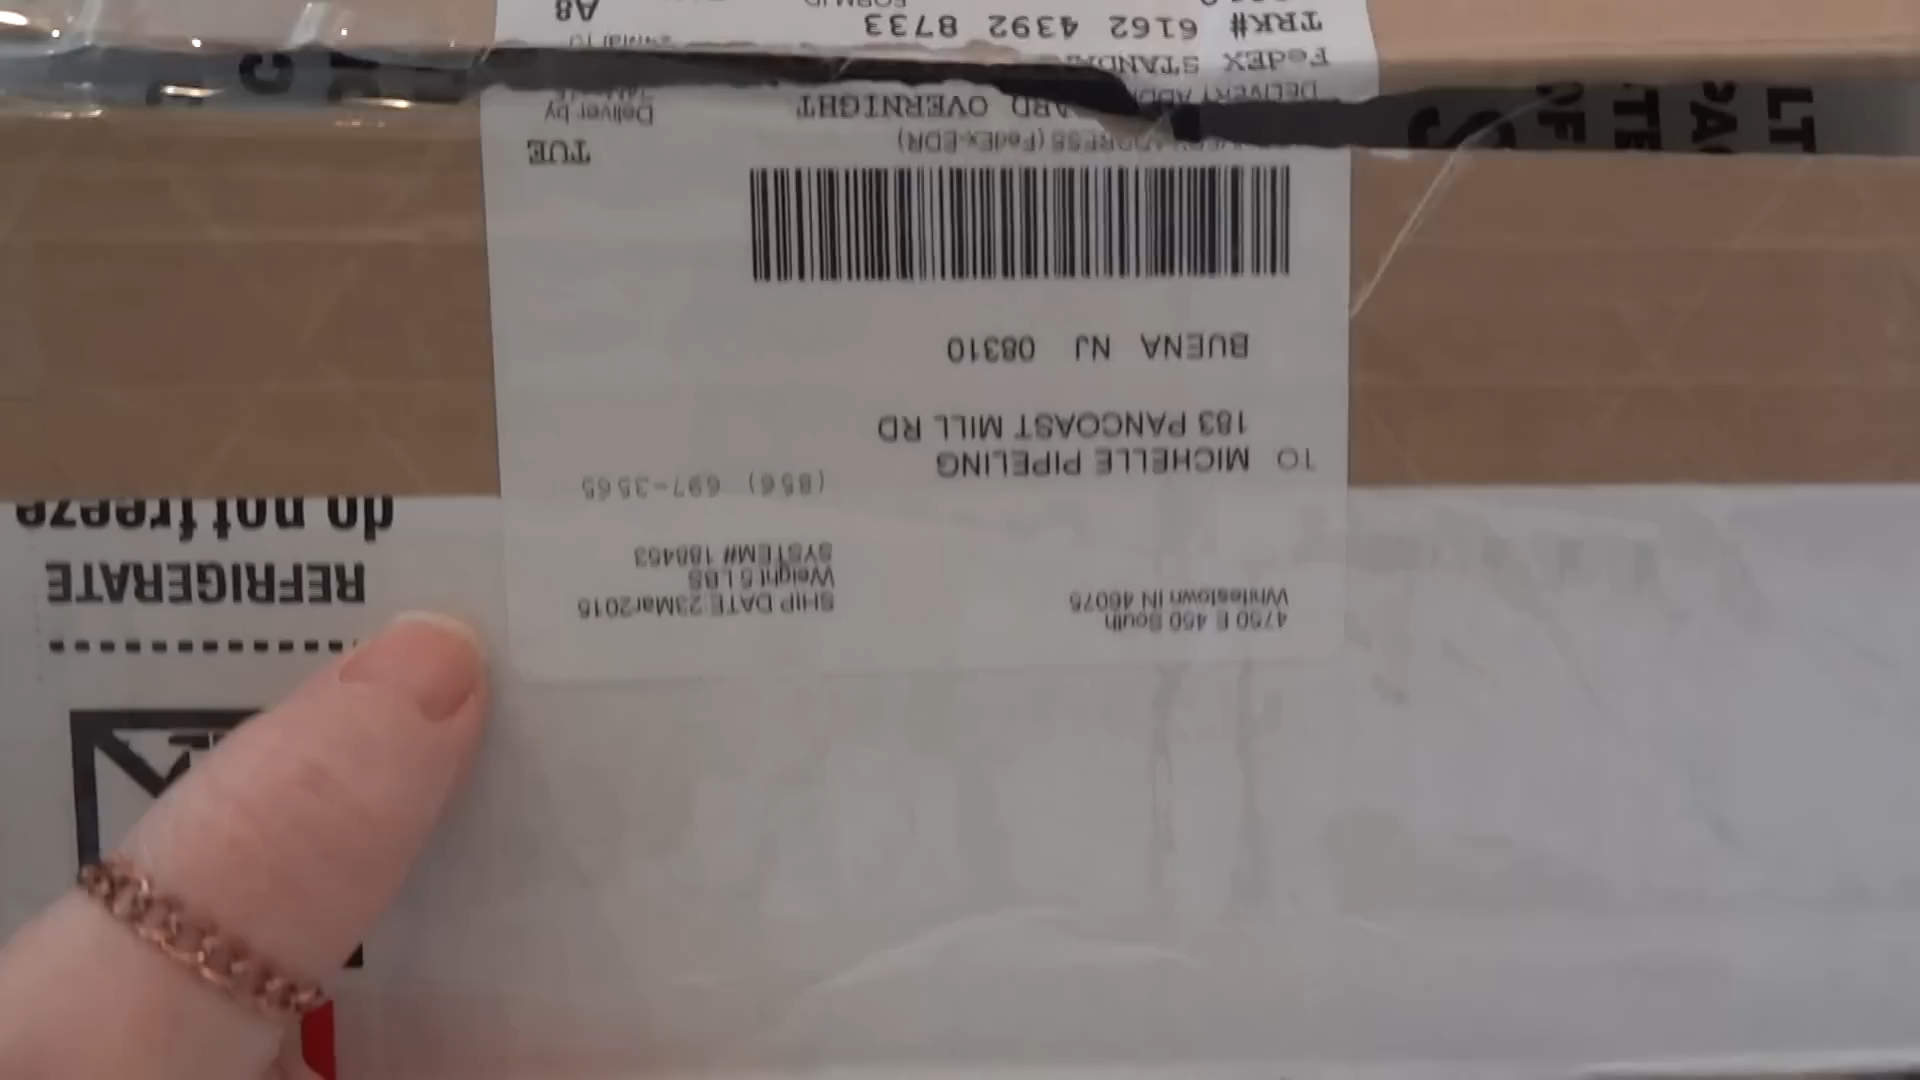 4750 E 450 South
Whitestown IN 46075
SHIP DATE:23Mar2015
Weight 5 LBS
SYSTEM# 188453
TO MICHELLE PIPELING
(856) 697-3565
183 PANCOAST MILL RD
BUENA NJ 08310
TUE
Deliver by
ARD OVERNIGHT
FedEX STANDA
TRK# 6162 4392 8733
A8
REFRIGERATE
do not freeze